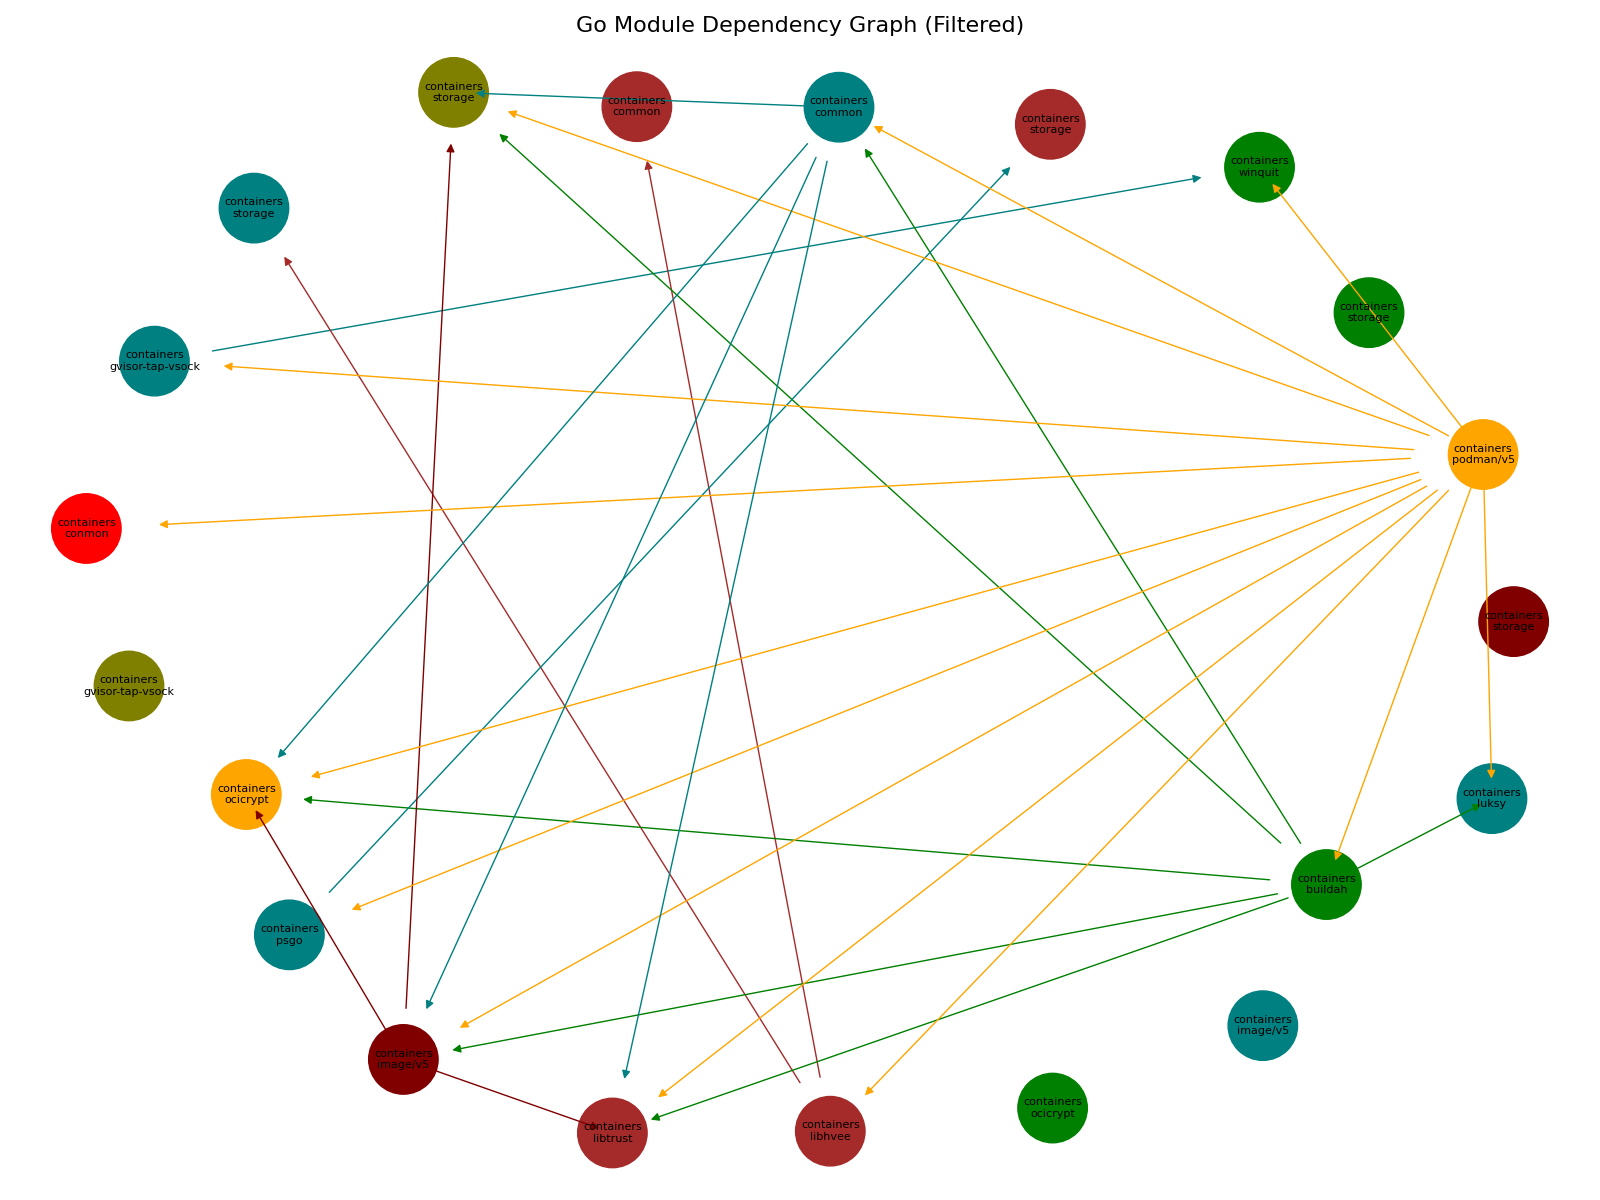 Go Module Dependency Graph (Filtered)
containers
storage
containers
common
containers
common
containers
storage
containers
winquit
containers
storage
containers
storage
containers
gvisor-tap-vsock
containers
podman/v5
containers
conmon
containers
storage
containers
gvisor-tap-vsock
containers
ocicrypt
containers
luksy
containers
buildah
containers
psgo
containers
image/v5
containers
image/v5
containers
ocicrypt
containers
libtrust
containers
libhvee